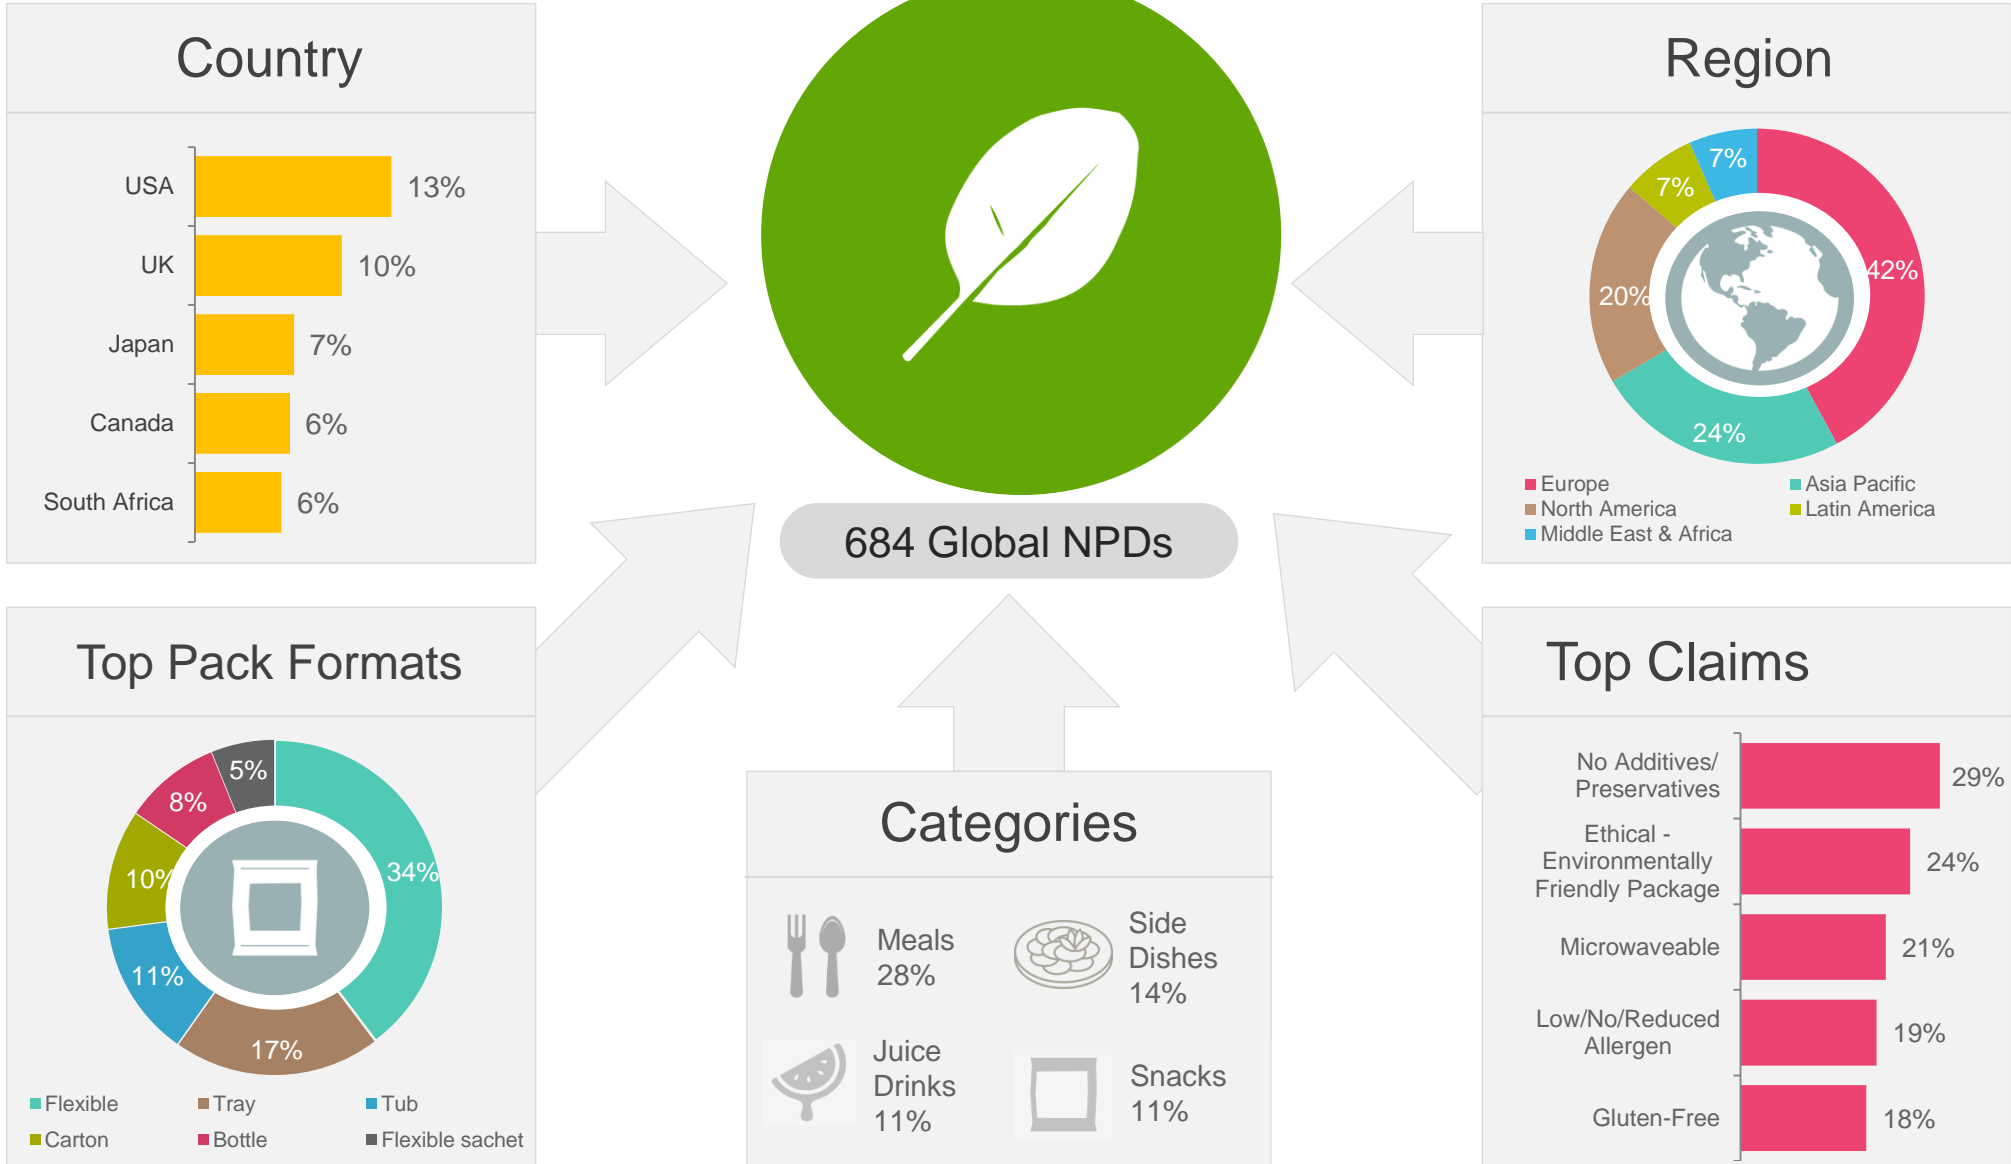 Country
USA
13%
UK
10%
Japan
7%
Canada
6%
South Africa
6%
684 Global NPDs
Region
7%
7%
42%
20%
24%
Europe
Asia Pacific
North America
Latin America
Middle East & Africa
Top Pack Formats
5%
8%
34%
10%
11%
17%
Flexible
Tray
Tub
Carton
Bottle
Flexible sachet
Categories
Meals
28%
Side
Dishes
14%
Juice
Drinks
11%
Snacks
11%
Top Claims
No Additives/
Preservatives
29%
Ethical -
Environmentally
Friendly Package
24%
Microwaveable
21%
Low/No/Reduced
Allergen
19%
Gluten-Free
18%